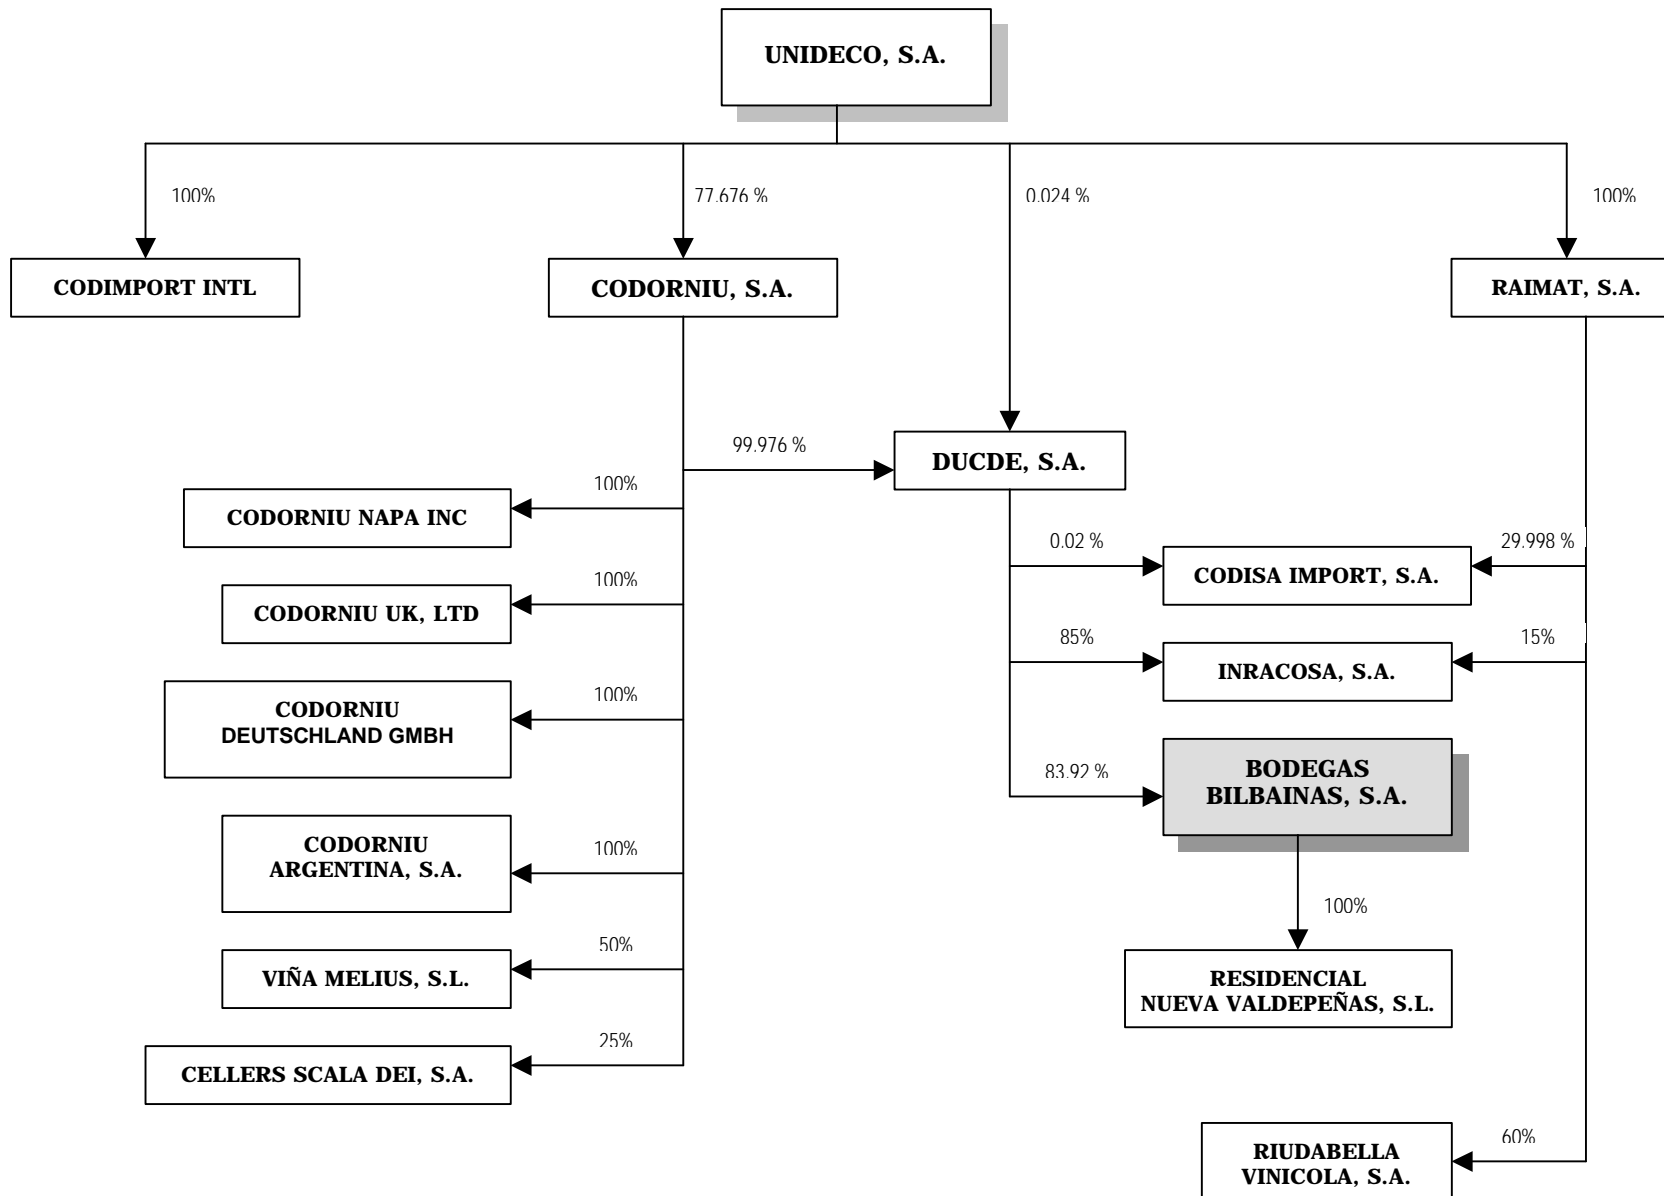 UNIDECO, S.A.
100%
77.676 %
0.024 %
100%
CODIMPORT INTL
CODORNIU, S.A.
RAIMAT, S.A.
99.976 %
DUCDE, S.A.
100%
CODORNIU NAPA INC
0.02 %
29.998 %
CODISA IMPORT, S.A.
100%
CODORNIU UK, LTD
85%
15%
INRACOSA, S.A.
100%
CODORNIU
DEUTSCHLAND GMBH
83.92 %
BODEGAS
BILBAINAS, S.A.
100%
CODORNIU
ARGENTINA, S.A.
100%
50%
VIÑA MELIUS, S.L.
RESIDENCIAL
NUEVA VALDEPEÑAS, S.L.
25%
CELLERS SCALA DEI, S.A.
60%
RIUDABELLA
VINICOLA, S.A.